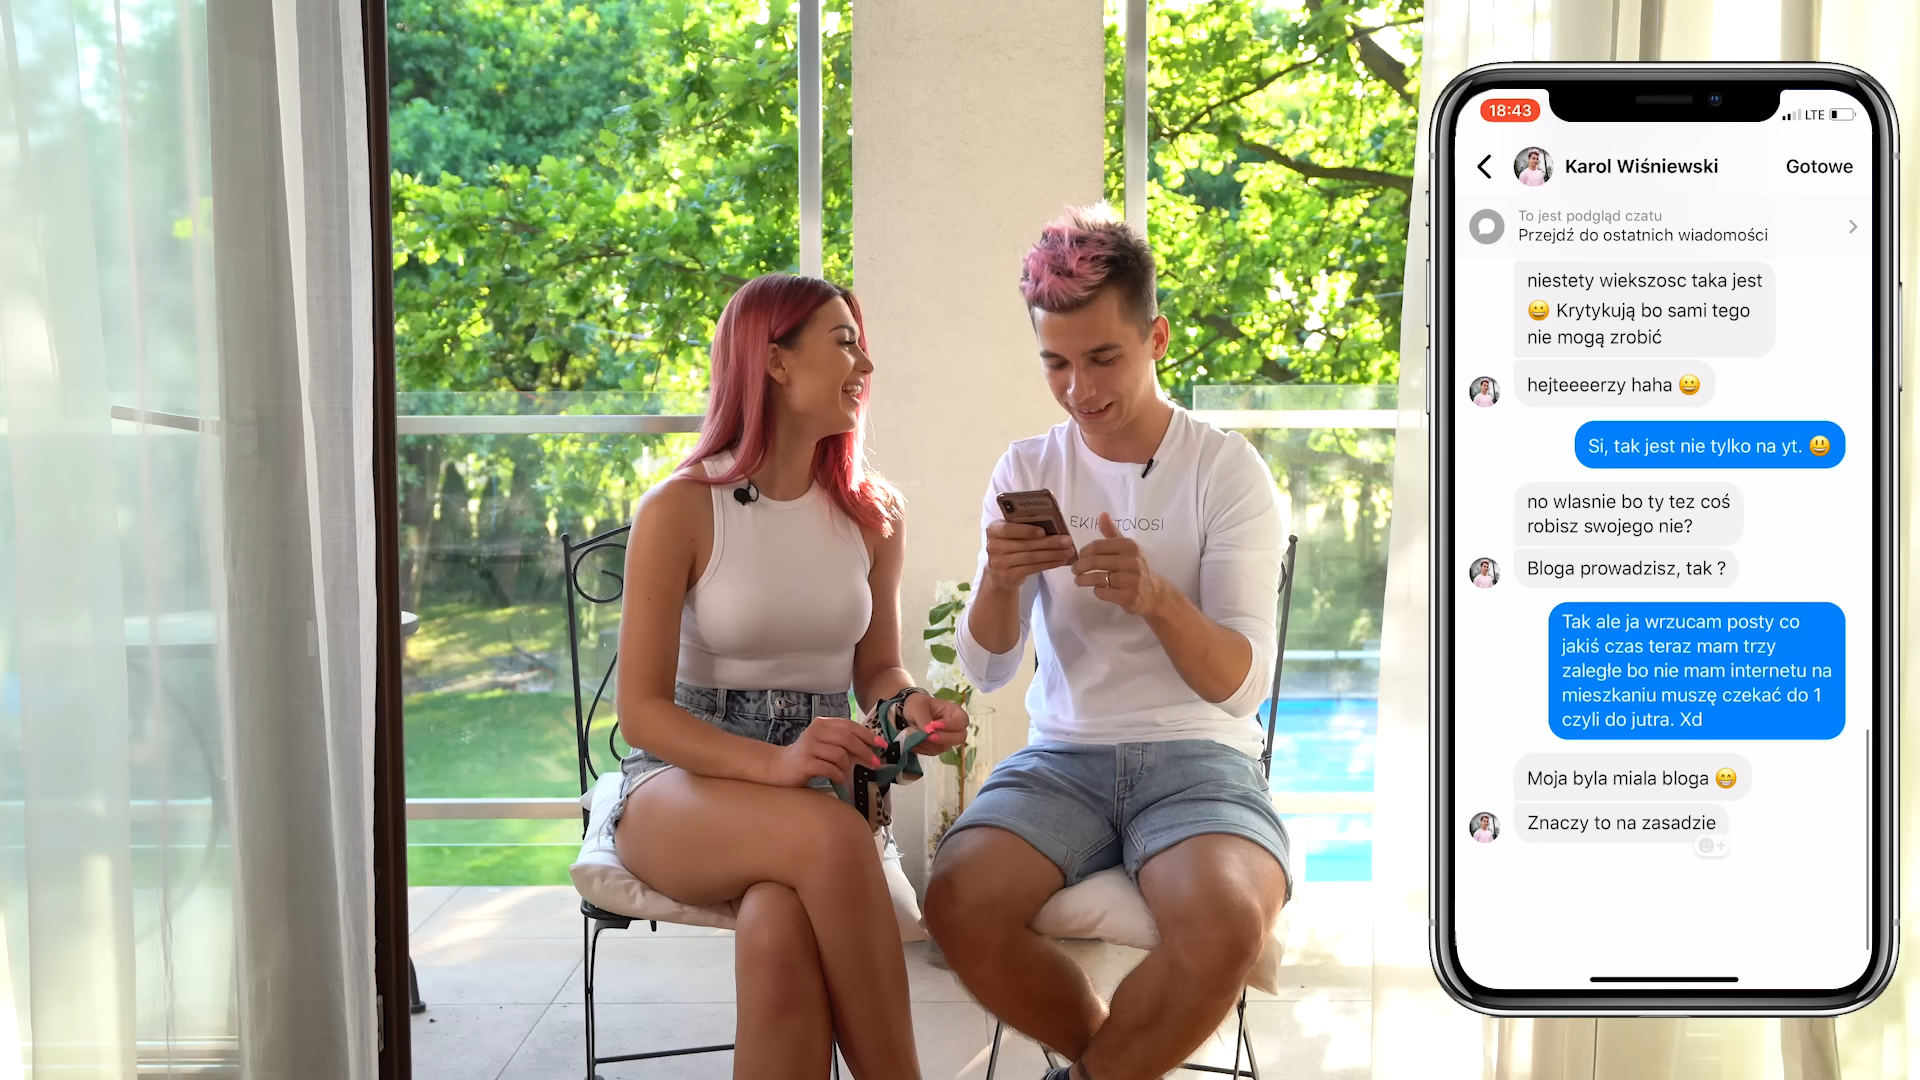 18:43
LTE
Karol Wiśniewski
Gotowe
To jest podgląd czatu
Przejdź do ostatnich wiadomości
niestety wiekszosc taka jest
😀 Krytykują bo sami tego
nie mogą zrobić
hejteeeerzy haha 😀
Si, tak jest nie tylko na yt. 😃
no wlasnie bo ty tez coś
robisz swojego nie?
Bloga prowadzisz, tak ?
Tak ale ja wrzucam posty co
jakiś czas teraz mam trzy
zaległe bo nie mam internetu na
mieszkaniu muszę czekać do 1
czyli do jutra. Xd
Moja byla miala bloga 😁
Znaczy to na zasadzie